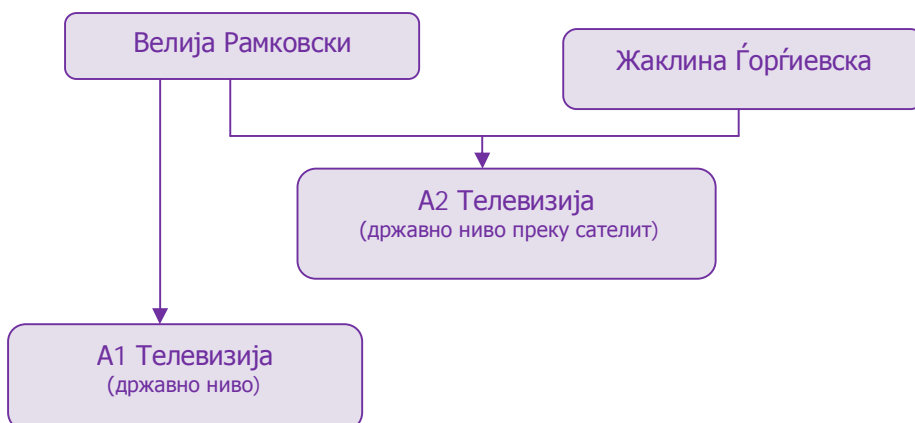 Велија Рамковски
Жаклина Ѓорѓиевска
А2 Телевизија
(државно ниво преку сателит)
А1 Телевизија
(државно ниво)